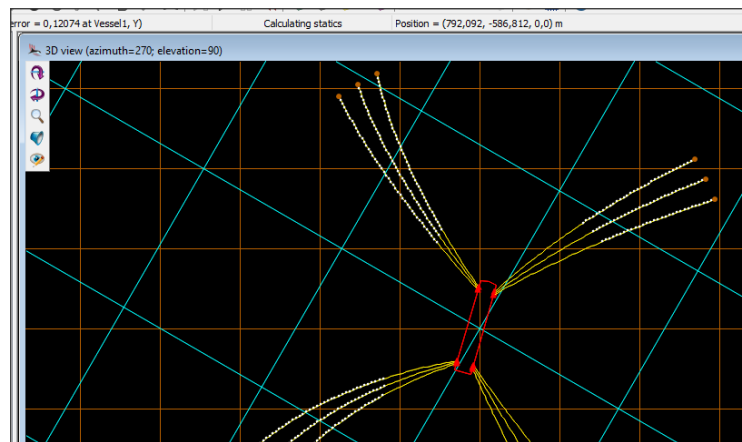 error = 0,12074 at Vessel1, Y)
Calculating statics
Position = (792,092, -586,812, 0,0) m
3D view (azimuth=270; elevation=90)